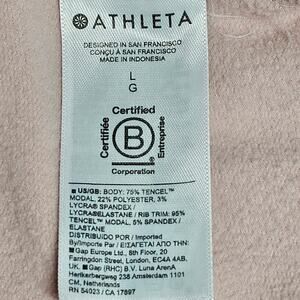 ATHLETA
DESIGNED IN SAN FRANCISCO
CONÇU À SAN FRANCISCO
MADE IN INDONESIA
L
G
Certified
Certifiée
B
Entreprise
Corporation
■ US/GB: BODY: 75% TENCEL™
MODAL, 22% POLYESTER, 3%
LYCRA® SPANDEX /
LYCRA®ELASTANE / RIB TRIM: 95%
TENCEL™ MODAL, 5% SPANDEX /
ELASTANE
DISTRIBUIDO POR / Imported
By/Importe Par / ΕΙΣΑΓΕΤΑΙ ΑΠΟ ΤΗΝ:
■ Gap Europe Ltd., 8th Floor, 20
Farringdon Street, London, EC4A 4AB,
UK. ■ Gap (RHC) B.V. Luna ArenA
Herikerbergweg 238 Amsterdam 1101
CM, Netherlands
RN 54023 / CA 17897